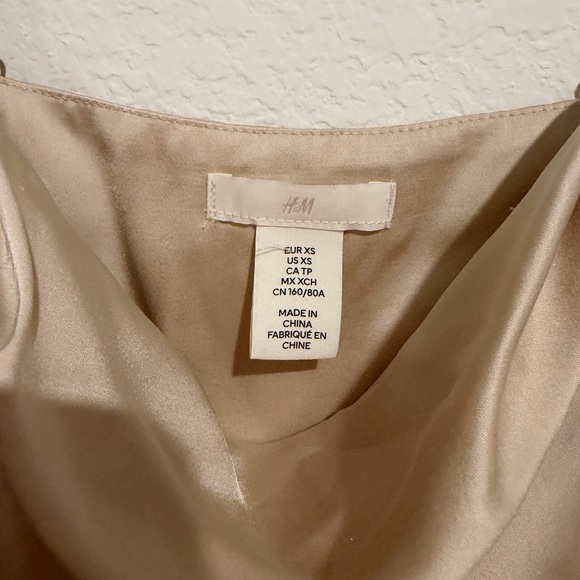 H&M
EUR XS
US XS
CA TP
MX XCH
CN 160/80A
MADE IN
CHINA
FABRIQUÉ EN
CHINE